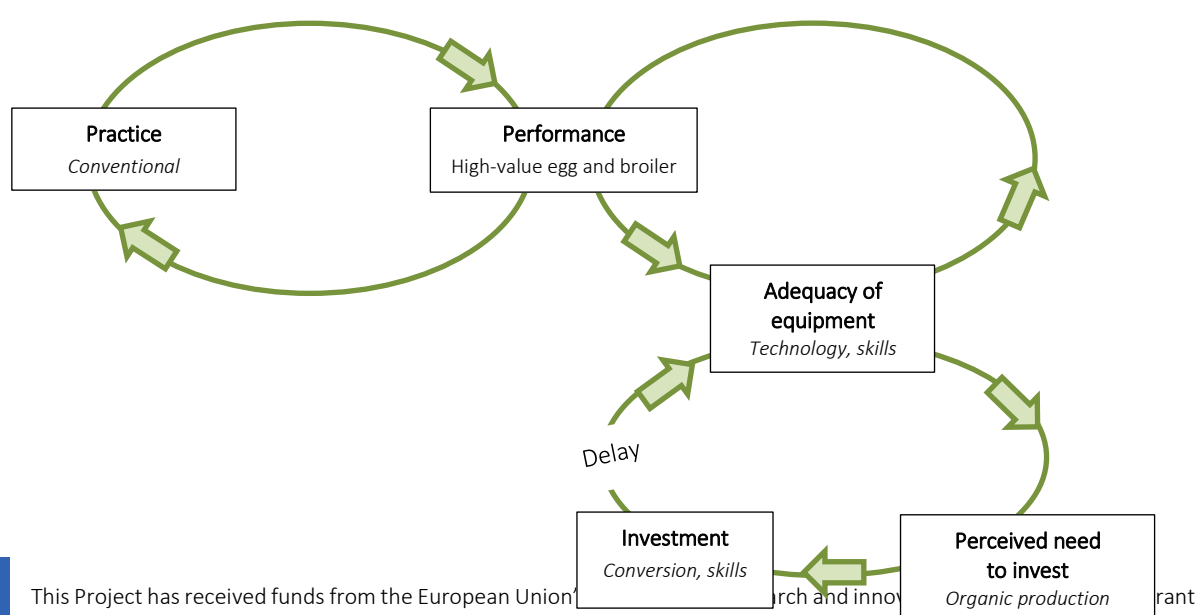 Practice
Conventional
Performance
High-value egg and broiler
Adequacy of
equipment
Technology, skills
Delay
Investment
Conversion, skills
Perceived need
to invest
Organic production
This Project has received funds from the European Union’ rch and innov rant